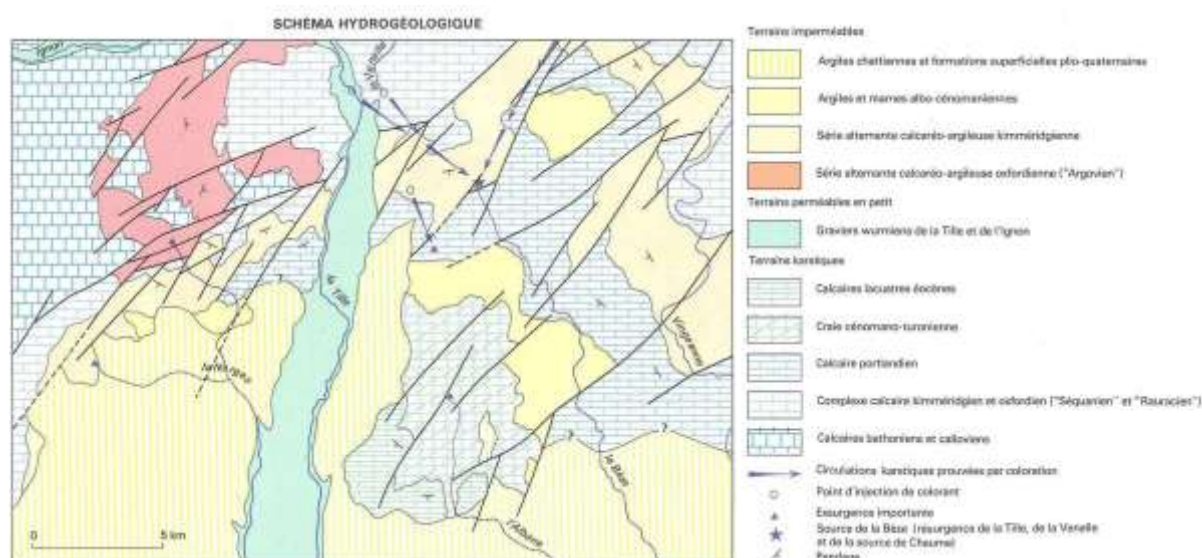 SCHÉMA HYDROGÉOLOGIQUE
Ignon
la Venelle
la Tille
Vingeanne
la Bèze
l'Albane
0 5 km
?
?
?
Terrains imperméables
Argiles chattiennes et formations superficielles plio-quaternaires
Argiles et marnes albo-cénomaniennes
Série alternante calcaréo-argileuse kimméridgienne
Série alternante calcaréo-argileuse oxfordienne ("Argovien")
Terrains perméables en petit
Graviers wurmiens de la Tille et de l'Ignon
Terrains karstiques
Calcaires lacustres éocènes
Craie cénomano-turonienne
Calcaire portlandien
Complexe calcaire kimméridgien et oxfordien ("Séquanien" et "Rauracien")
Calcaires bathoniens et calloviens
Circulations karstiques prouvées par coloration
Point d'injection de colorant
Exsurgence importante
Source de la Bèze (résurgence de la Tille, de la Venelle
et de la source de Chaume)
Pendage